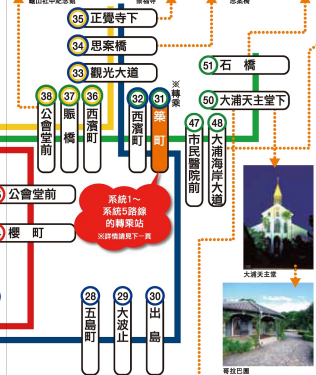 35 正覺寺下
34 思案橋
33 觀光大道
51 石 橋
50 大浦天主堂下
38 公會堂前
37 賑橋
36 西濱町
32 西濱町
31 築町
※轉乘
47 市民醫院前
48 大浦海岸大道
公會堂前
櫻 町
系統1～
系統5路線
的轉乘站
※詳情請見下一頁
大浦天主堂
28 五島町
29 大波止
30 出島
哥拉巴園